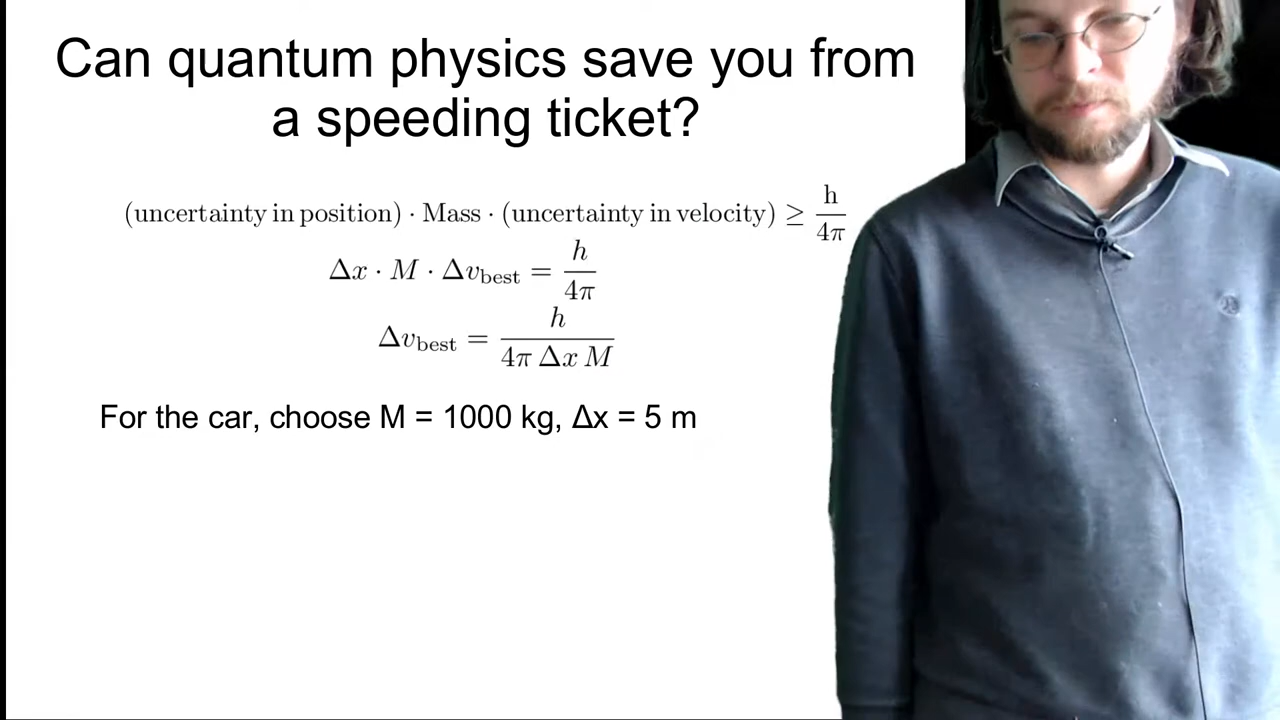 Can quantum physics save you from
a speeding ticket?
(uncertainty in position) · Mass · (uncertainty in velocity) ≥ h/4π
Δx · M · Δv_best = h/4π
Δv_best = h/4π Δx M
For the car, choose M = 1000 kg, Δx = 5 m